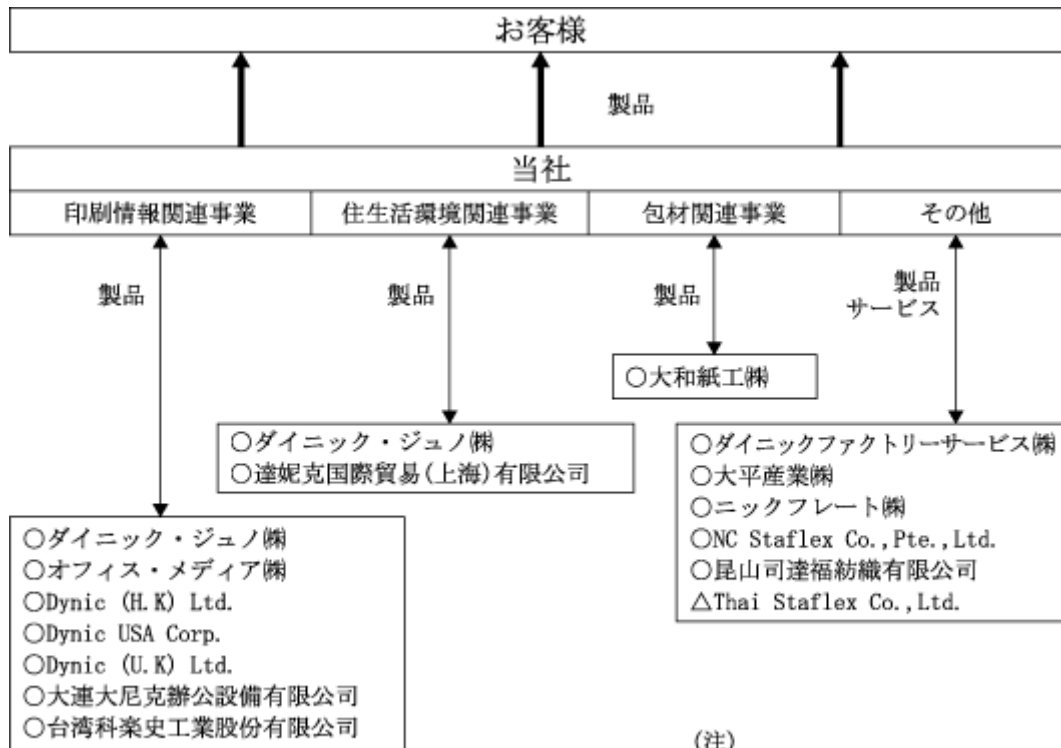 お客様
製品
当社
印刷情報関連事業
住生活環境関連事業
包材関連事業
その他
製品
製品
製品
製品
サービス
○大和紙工㈱
○ダイニック・ジュノ㈱
○達妮克国際貿易(上海)有限公司
○ダイニックファクトリーサービス㈱
○大平産業㈱
○ニックフレート㈱
○NC Staflex Co.,Pte.,Ltd.
○昆山司達福紡織有限公司
△Thai Staflex Co.,Ltd.
○ダイニック・ジュノ㈱
○オフィス・メディア㈱
○Dynic (H.K) Ltd.
○Dynic USA Corp.
○Dynic (U.K) Ltd.
○大連大尼克辦公設備有限公司
○台湾科楽史工業股份有限公司
(注)